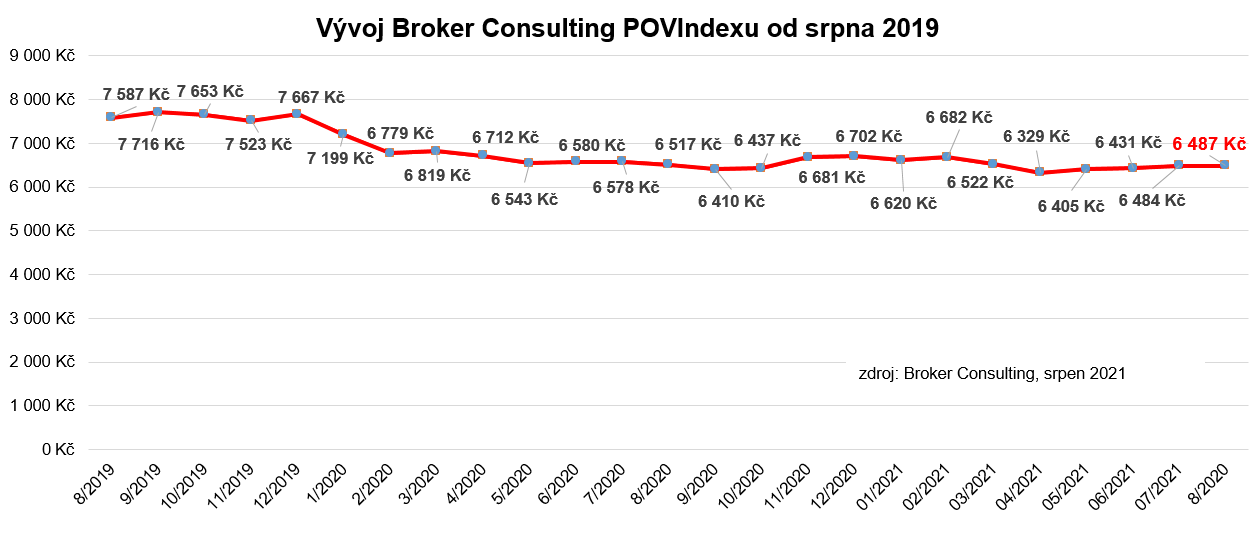 Vývoj Broker Consulting POVIndexu od srpna 2019
9 000 Kč
8 000 Kč
7 000 Kč
6 000 Kč
5 000 Kč
4 000 Kč
3 000 Kč
2 000 Kč
1 000 Kč
0 Kč
7 587 Kč
7 716 Kč
7 653 Kč
7 523 Kč
7 667 Kč
7 199 Kč
6 779 Kč
6 819 Kč
6 712 Kč
6 543 Kč
6 580 Kč
6 578 Kč
6 517 Kč
6 410 Kč
6 437 Kč
6 681 Kč
6 702 Kč
6 620 Kč
6 682 Kč
6 522 Kč
6 329 Kč
6 405 Kč
6 431 Kč
6 484 Kč
6 487 Kč
zdroj: Broker Consulting, srpen 2021
8/2019
9/2019
10/2019
11/2019
12/2019
1/2020
2/2020
3/2020
4/2020
5/2020
6/2020
7/2020
8/2020
9/2020
10/2020
11/2020
12/2020
01/2021
02/2021
03/2021
04/2021
05/2021
06/2021
07/2021
8/2020